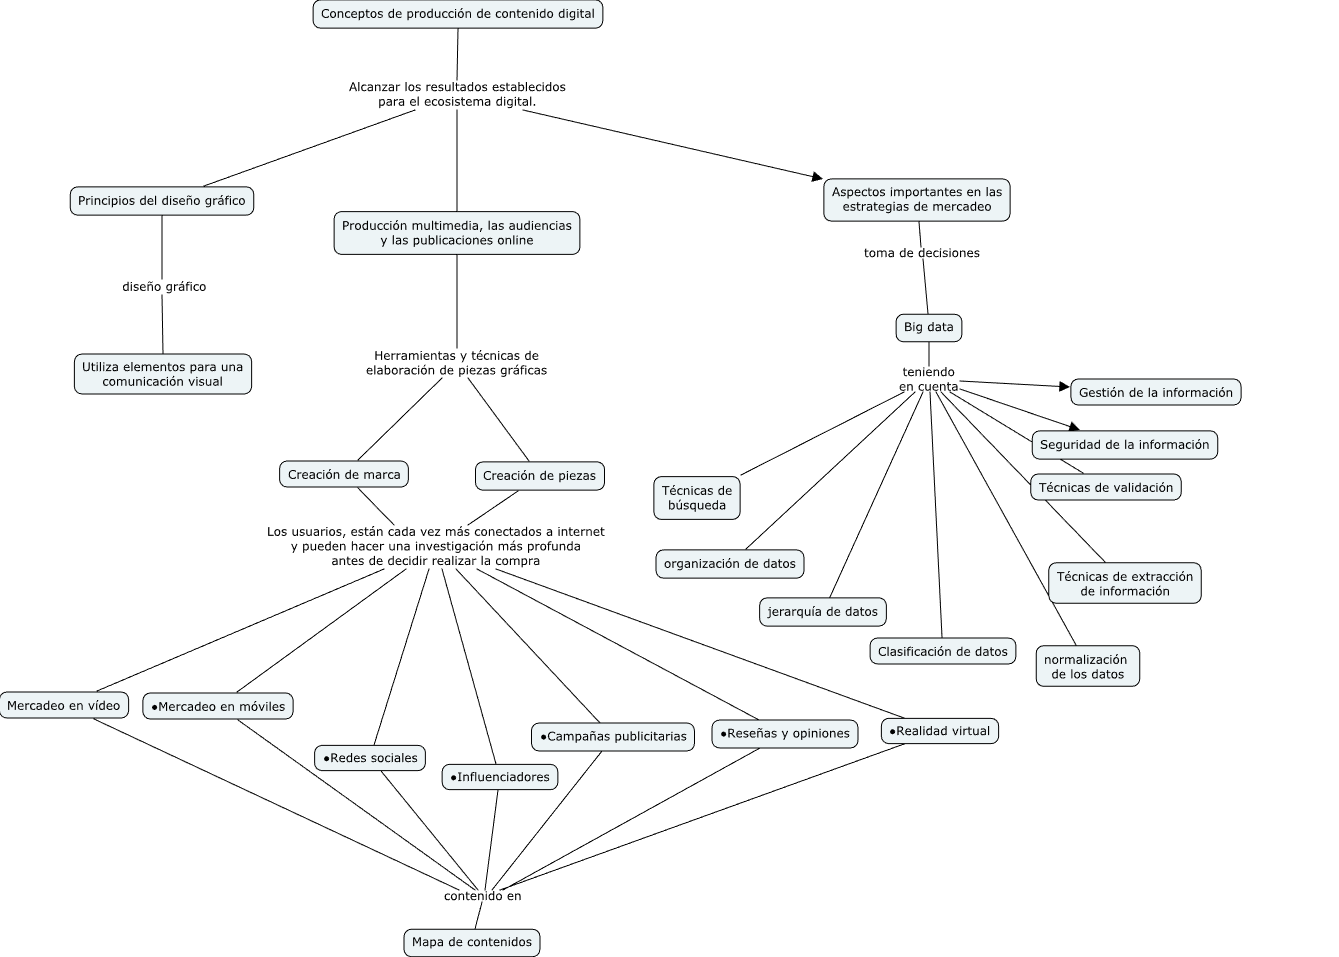 Conceptos de producción de contenido digital
Alcanzar los resultados establecidos
para el ecosistema digital.
Principios del diseño gráfico
Producción multimedia, las audiencias
y las publicaciones online
Aspectos importantes en las
estrategias de mercadeo
toma de decisiones
diseño gráfico
Big data
Utiliza elementos para una
comunicación visual
Herramientas y técnicas de
elaboración de piezas gráficas
teniendo
en cuenta
Gestión de la información
Seguridad de la información
Creación de marca
Creación de piezas
Técnicas de validación
Técnicas de
búsqueda
Los usuarios, están cada vez más conectados a internet
y pueden hacer una investigación más profunda
antes de decidir realizar la compra
organización de datos
Técnicas de extracción
de información
jerarquía de datos
Clasificación de datos
normalización
de los datos
Mercadeo en vídeo
•Mercadeo en móviles
•Redes sociales
•Influenciadores
•Campañas publicitarias
•Reseñas y opiniones
•Realidad virtual
contenido en
Mapa de contenidos